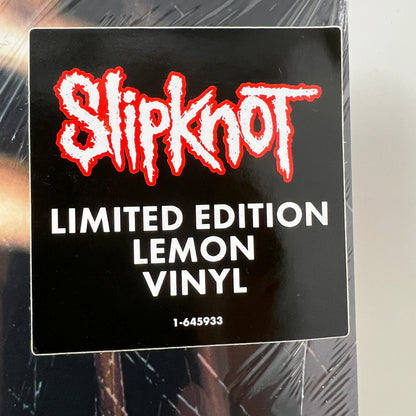 SlipknoT
LIMITED EDITION
LEMON
VINYL
1-645933